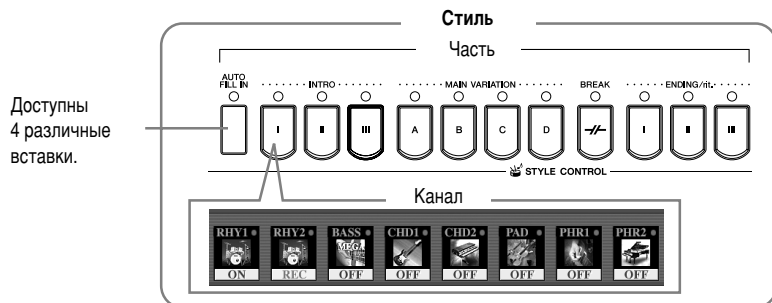 Стиль
Часть
AUTO
FILL IN
INTRO
MAIN VARIATION
BREAK
ENDING/rit.
Доступны
4 различные
вставки.
I II III A B C D I II III
STYLE CONTROL
Канал
RHY1 RHY2 BASS CHD1 CHD2 PAD PHR1 PHR2
MEGA
ON REC OFF OFF OFF OFF OFF OFF